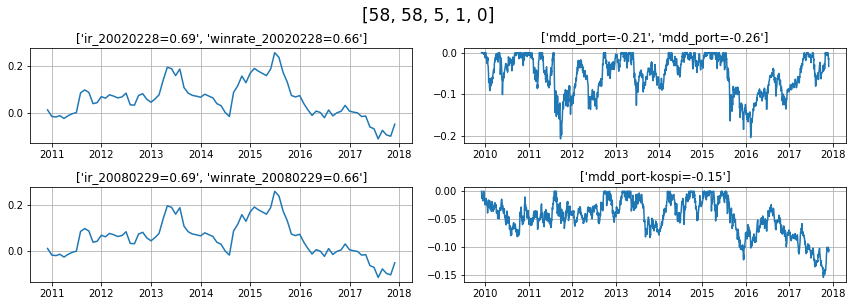 [58, 58, 5, 1, 0]
['ir_20020228=0.69', 'winrate_20020228=0.66']
0.2
0.0
2011 2012 2013 2014 2015 2016 2017 2018
['mdd_port=-0.21', 'mdd_port=-0.26']
0.0
−0.1
−0.2
2010 2011 2012 2013 2014 2015 2016 2017 2018
['ir_20080229=0.69', 'winrate_20080229=0.66']
0.2
0.0
2011 2012 2013 2014 2015 2016 2017 2018
['mdd_port-kospi=-0.15']
0.00
−0.05
−0.10
−0.15
2010 2011 2012 2013 2014 2015 2016 2017 2018